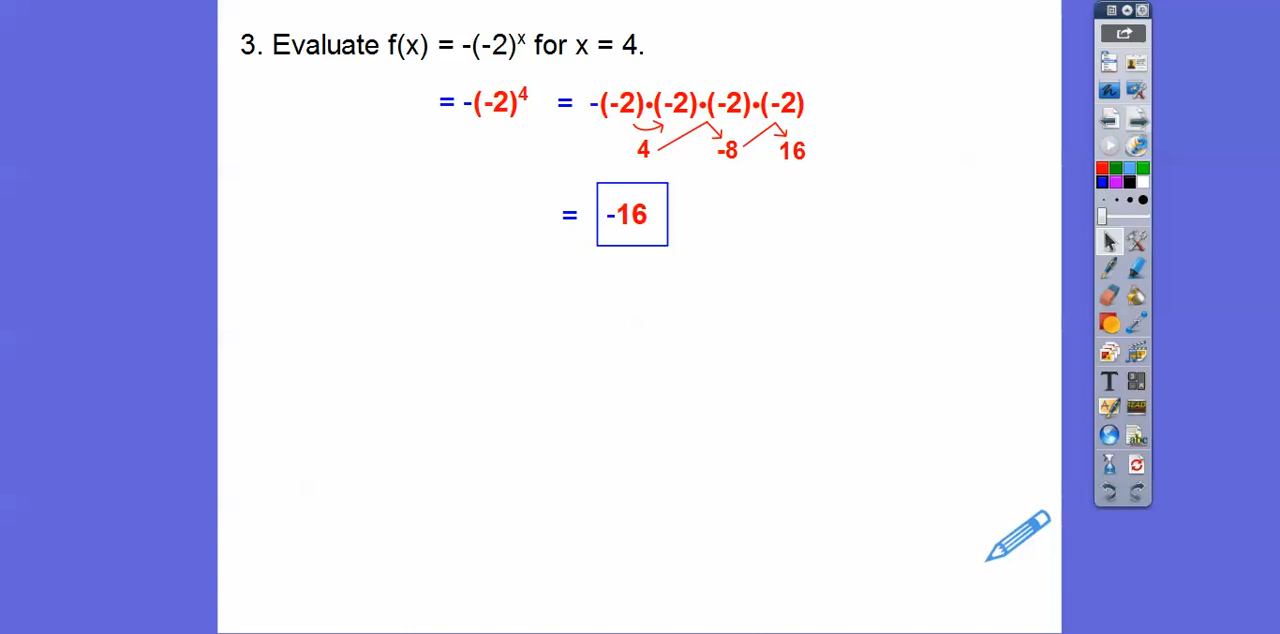 3. Evaluate f(x) = -(-2)ˣ for x = 4.
= -(-2)⁴ = -(-2)•(-2)•(-2)•(-2)
4 -8 16
= -16